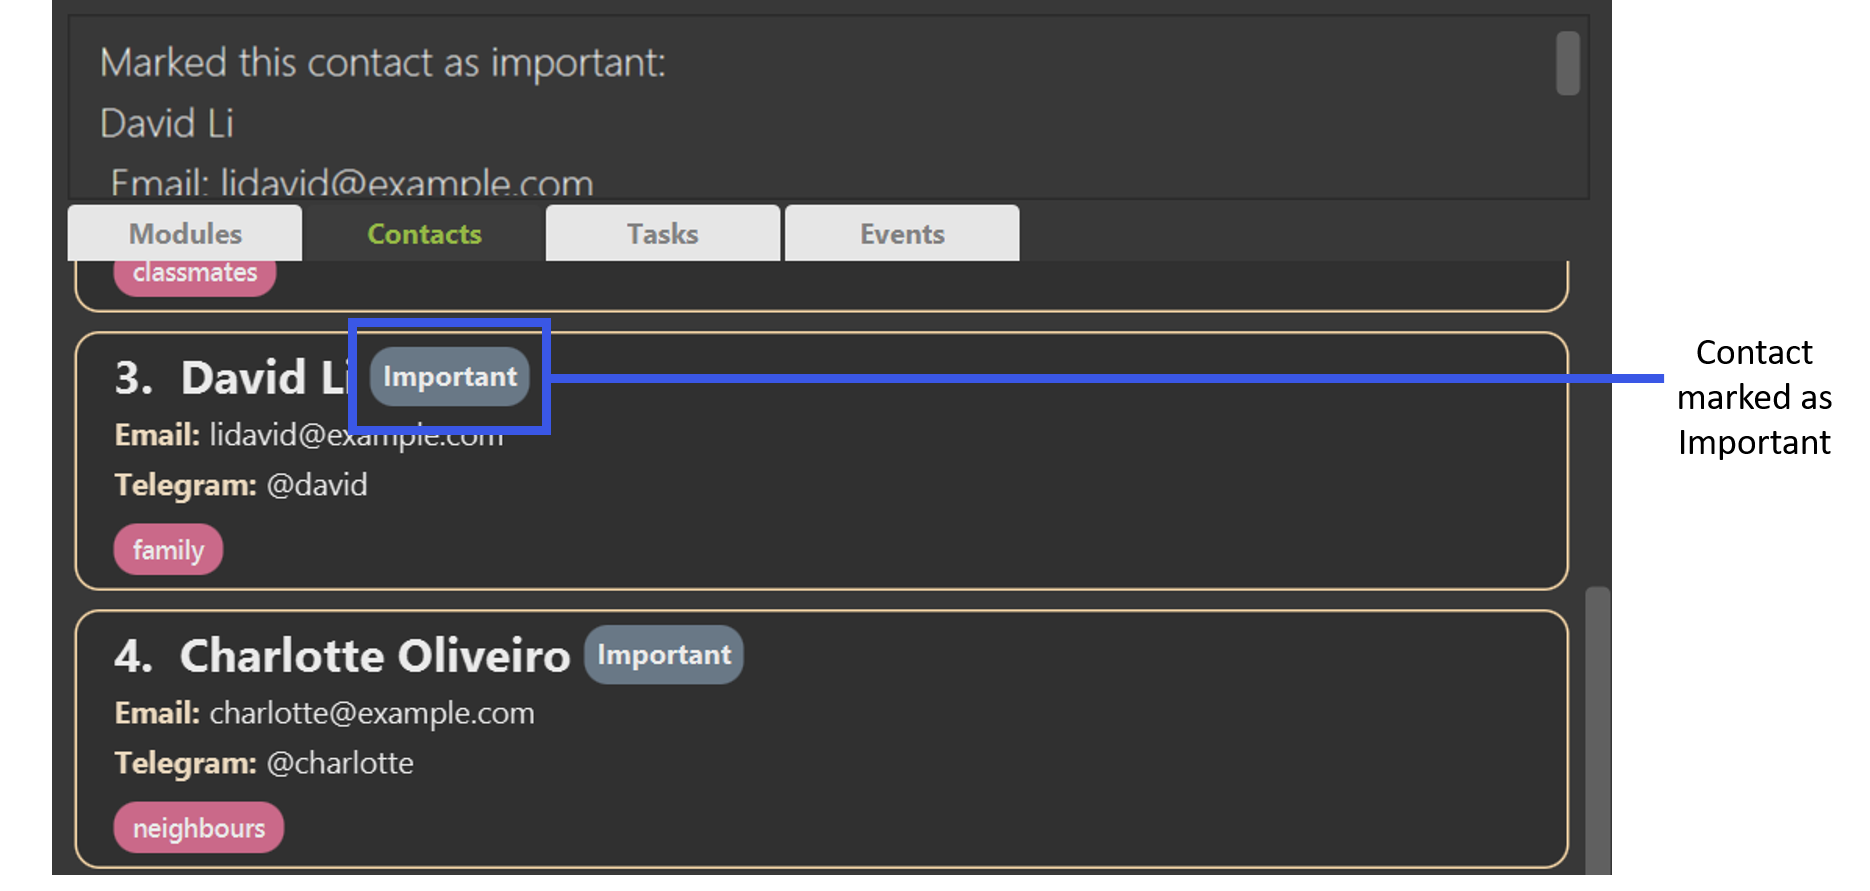 Marked this contact as important:
David Li
Email: lidavid@example.com
Modules Contacts Tasks Events
classmates
3. David Li Important
Email: lidavid@example.com
Telegram: @david
family
Contact
marked as
Important
4. Charlotte Oliveiro Important
Email: charlotte@example.com
Telegram: @charlotte
neighbours